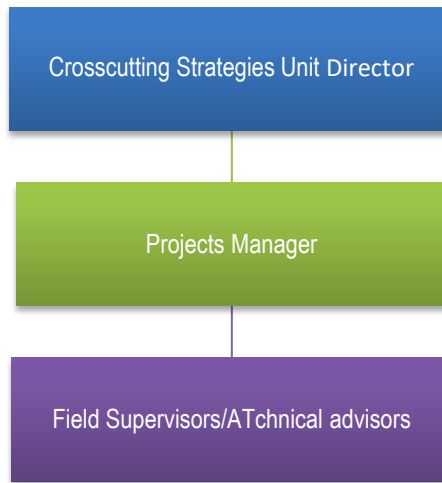 Crosscutting Strategies Unit Director
Projects Manager
Field Supervisors/ATchnical advisors